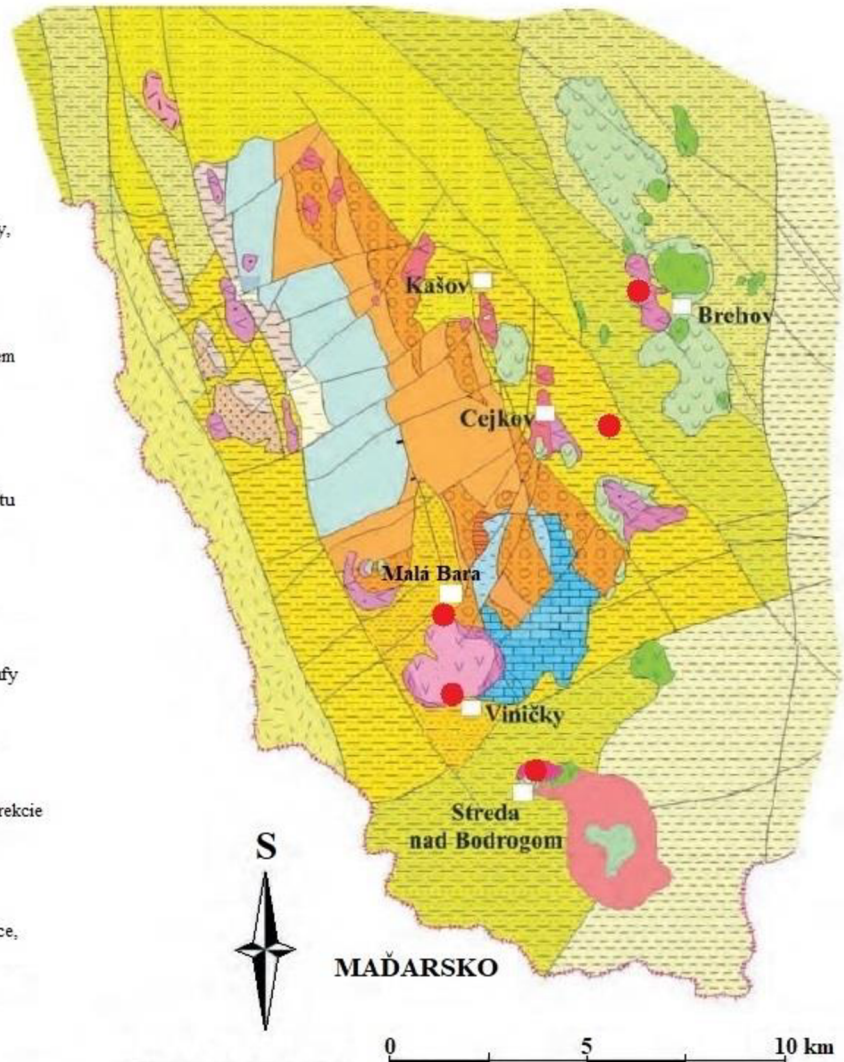 Kašov
Brehov
Cejkov
Malá Bara
Viničky
Streda
nad Bodrogom
S
MAĎARSKO
0 5 10 km